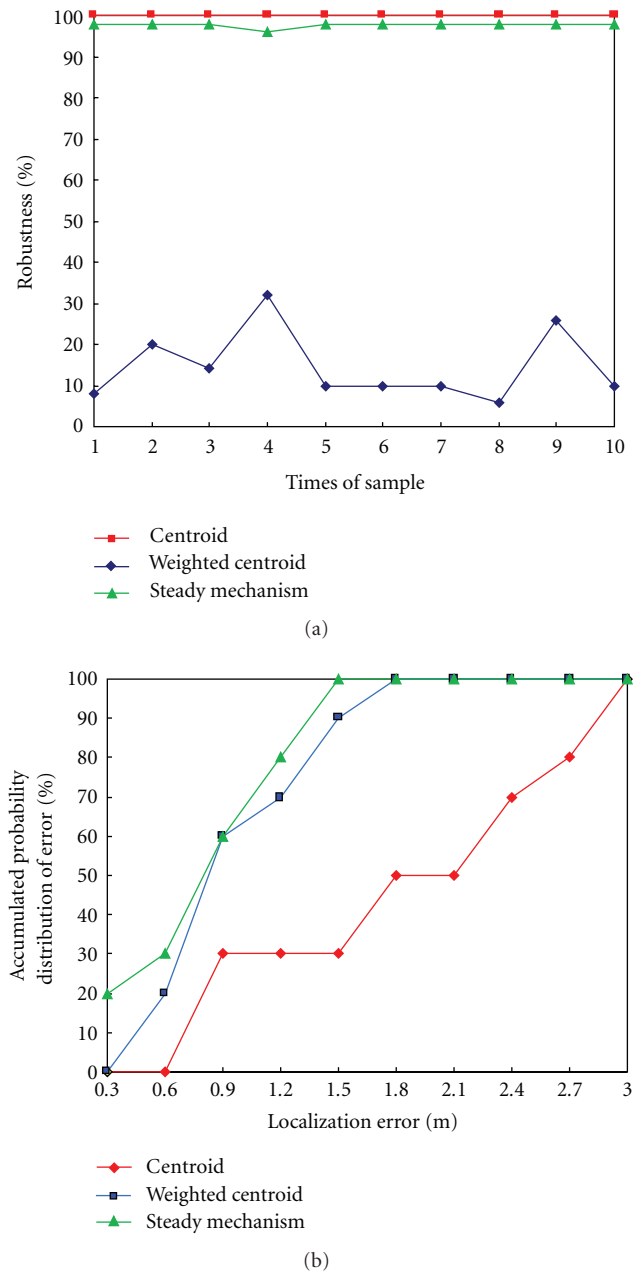 100
90
80
70
60
50
40
30
20
10
0
Robustness (%)
1 2 3 4 5 6 7 8 9 10
Times of sample
Centroid
Weighted centroid
Steady mechanism
(a)
100
90
80
70
60
50
40
30
20
10
0
Accumulated probability
distribution of error (%)
0.3 0.6 0.9 1.2 1.5 1.8 2.1 2.4 2.7 3
Localization error (m)
Centroid
Weighted centroid
Steady mechanism
(b)